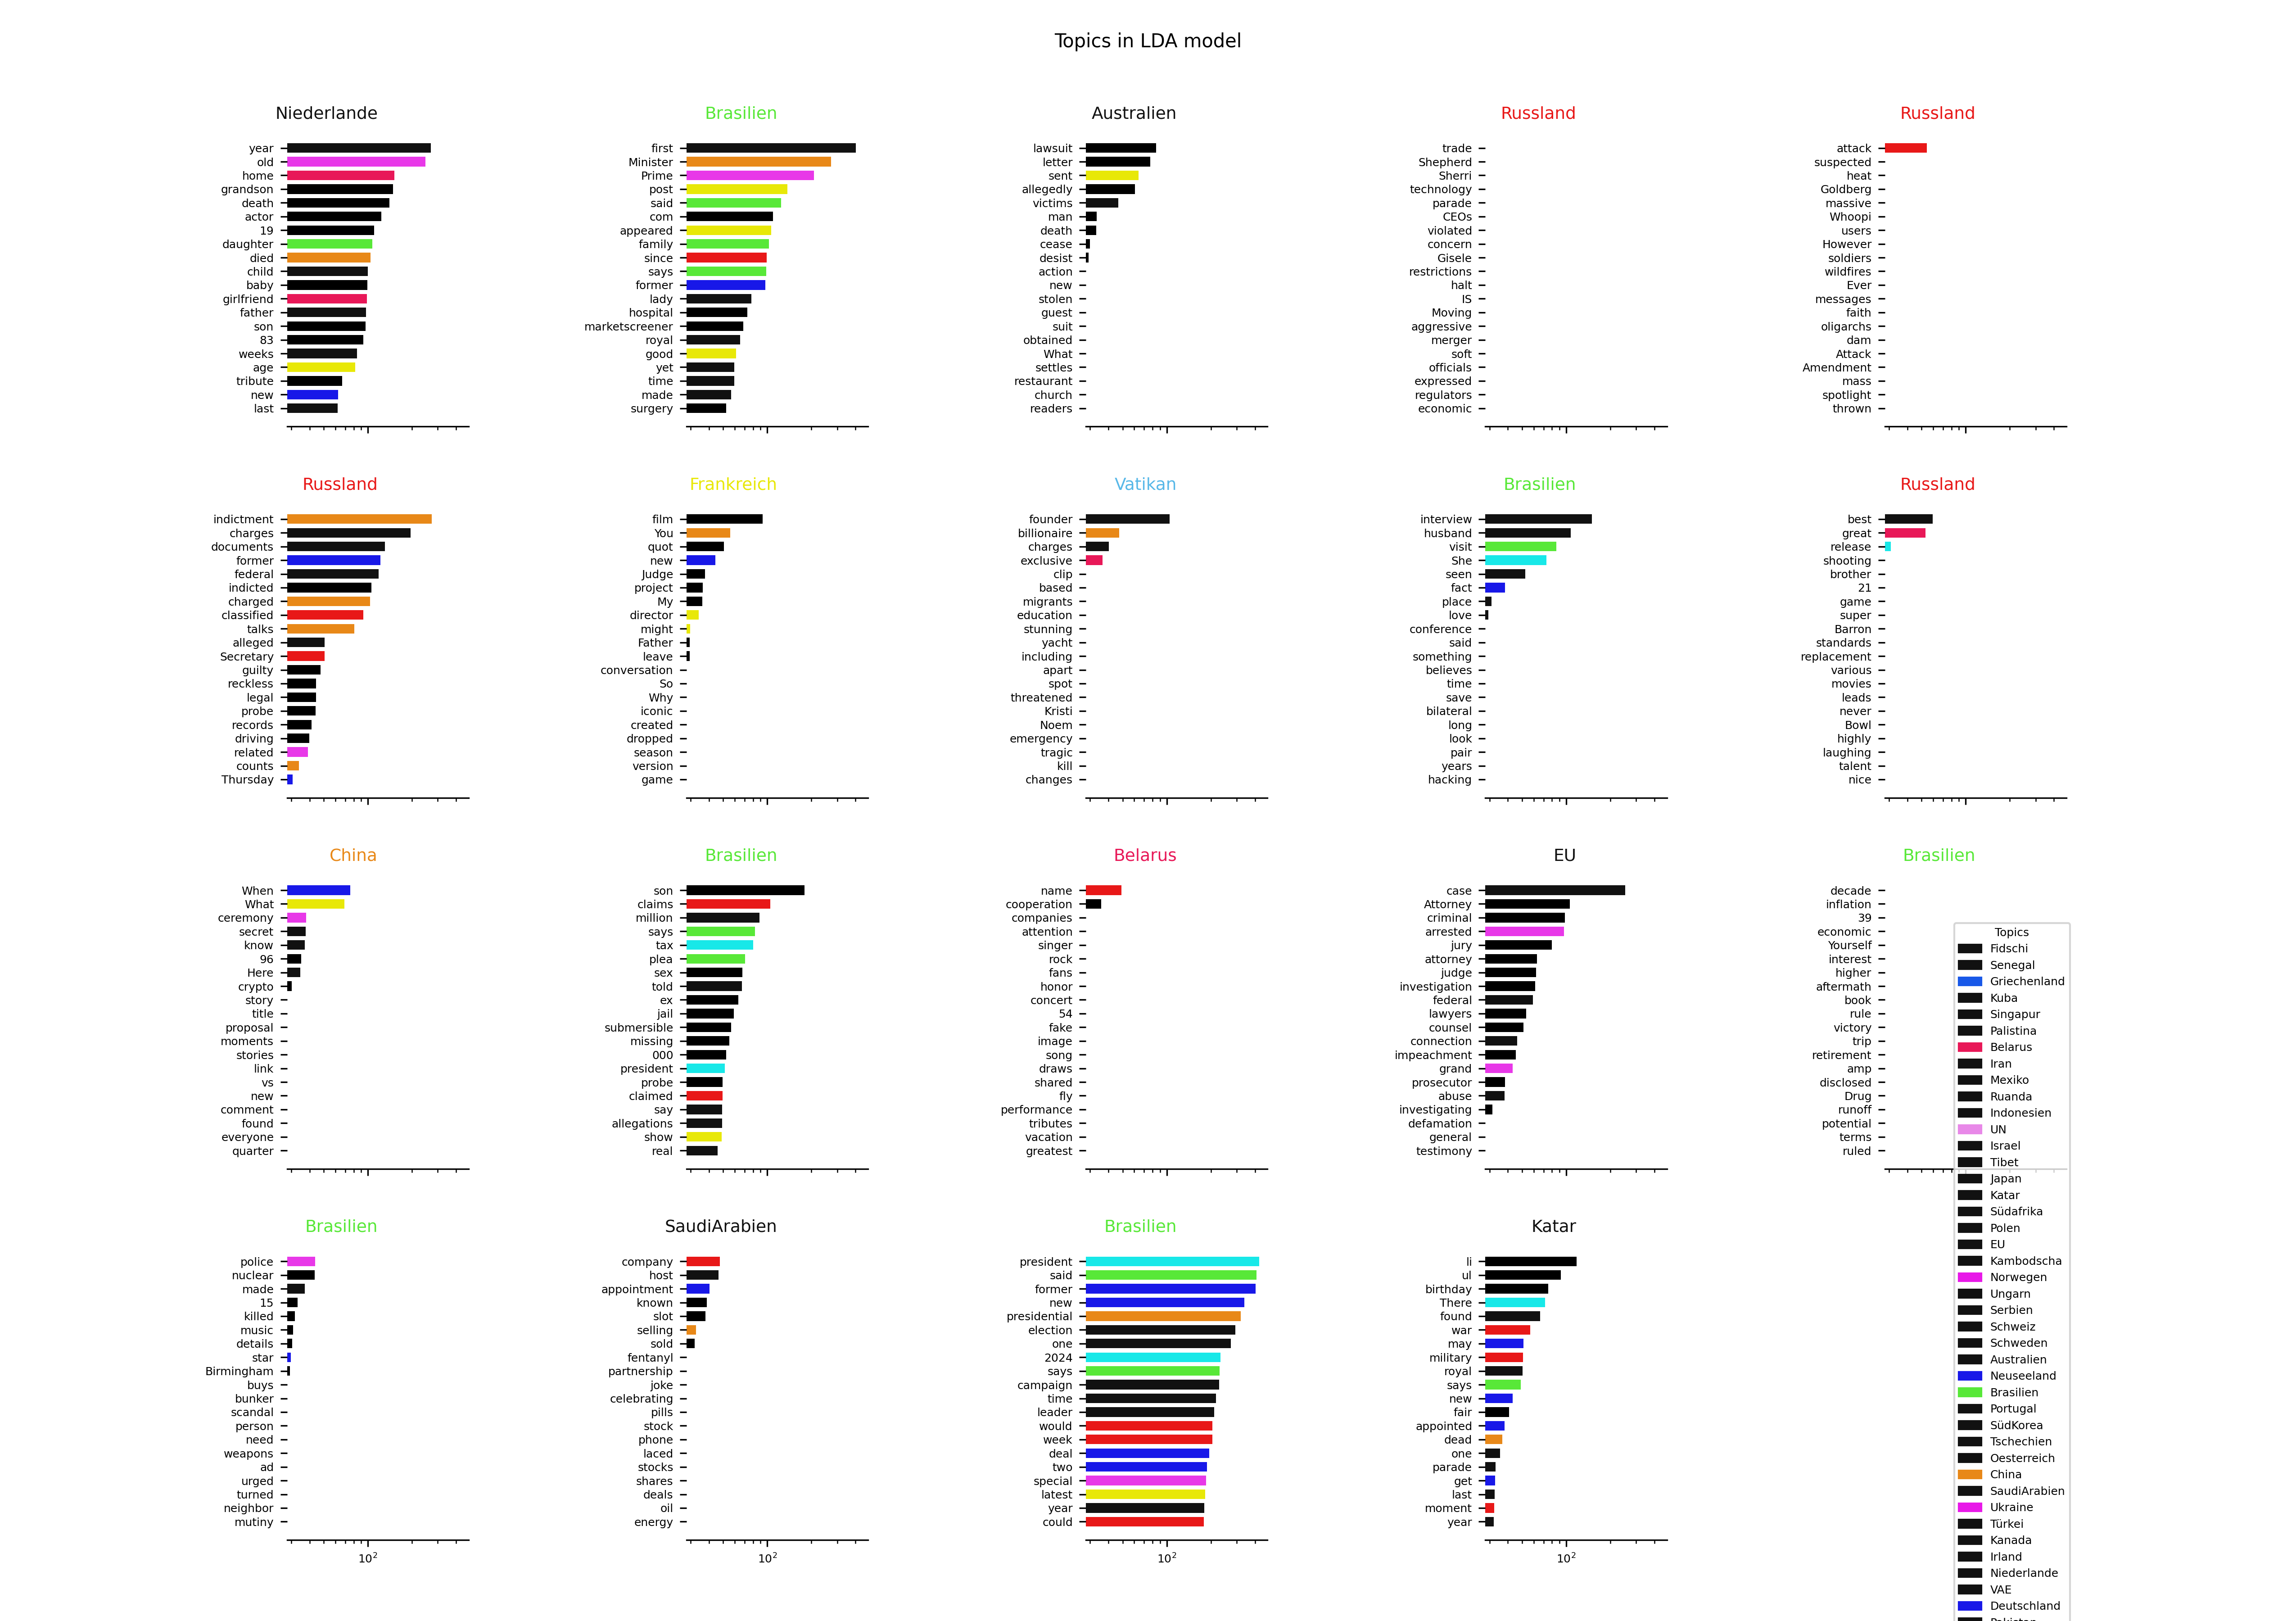 Topics in LDA model
Niederlande
year
old
home
grandson
death
actor
19
daughter
died
child
baby
girlfriend
father
son
83
weeks
age
tribute
new
last
Brasilien
first
Minister
Prime
post
said
com
appeared
family
since
says
former
lady
hospital
marketscreener
royal
good
yet
time
made
surgery
Australien
lawsuit
letter
sent
allegedly
victims
man
death
cease
desist
action
new
stolen
guest
suit
obtained
What
settles
restaurant
church
readers
Russland
trade
Shepherd
Sherri
technology
parade
CEOs
violated
concern
Gisele
restrictions
halt
IS
Moving
aggressive
merger
soft
officials
expressed
regulators
economic
Russland
attack
suspected
heat
Goldberg
massive
Whoopi
users
However
soldiers
wildfires
Ever
messages
faith
oligarchs
dam
Attack
Amendment
mass
spotlight
thrown
Russland
indictment
charges
documents
former
federal
indicted
charged
classified
talks
alleged
Secretary
guilty
reckless
legal
probe
records
driving
related
counts
Thursday
Frankreich
film
You
quot
new
Judge
project
My
director
might
Father
leave
conversation
So
Why
iconic
created
dropped
season
version
game
Vatikan
founder
billionaire
charges
exclusive
clip
based
migrants
education
stunning
yacht
including
apart
spot
threatened
Kristi
Noem
emergency
tragic
kill
changes
Brasilien
interview
husband
visit
She
seen
fact
place
love
conference
said
something
believes
time
save
bilateral
long
look
pair
years
hacking
Russland
best
great
release
shooting
brother
21
game
super
Barron
standards
replacement
various
movies
leads
never
Bowl
highly
laughing
talent
nice
China
When
What
ceremony
secret
know
96
Here
crypto
story
title
proposal
moments
stories
link
vs
new
comment
found
everyone
quarter
Brasilien
son
claims
million
says
tax
plea
sex
told
ex
jail
submersible
missing
000
president
probe
claimed
say
allegations
show
real
Belarus
name
cooperation
companies
attention
singer
rock
fans
honor
concert
54
fake
image
song
draws
shared
fly
performance
tributes
vacation
greatest
EU
case
Attorney
criminal
arrested
jury
attorney
judge
investigation
federal
lawyers
counsel
connection
impeachment
grand
prosecutor
abuse
investigating
defamation
general
testimony
Brasilien
decade
inflation
39
economic
Yourself
interest
higher
aftermath
book
rule
victory
trip
retirement
amp
disclosed
Drug
runoff
potential
terms
ruled
Brasilien
police
nuclear
made
15
killed
music
details
star
Birmingham
buys
bunker
scandal
person
need
weapons
ad
urged
turned
neighbor
mutiny
10²
SaudiArabien
company
host
appointment
known
slot
selling
sold
fentanyl
partnership
joke
celebrating
pills
stock
phone
laced
stocks
shares
deals
oil
energy
10²
Brasilien
president
said
former
new
presidential
election
one
2024
says
campaign
time
leader
would
week
deal
two
special
latest
year
could
10²
Katar
li
ul
birthday
There
found
war
may
military
royal
says
new
fair
appointed
dead
one
parade
get
last
moment
year
10²
Topics
Fidschi
Senegal
Griechenland
Kuba
Singapur
Palistina
Belarus
Iran
Mexiko
Ruanda
Indonesien
UN
Israel
Tibet
Japan
Katar
Südafrika
Polen
EU
Kambodscha
Norwegen
Ungarn
Serbien
Schweiz
Schweden
Australien
Neuseeland
Brasilien
Portugal
SüdKorea
Tschechien
Oesterreich
China
SaudiArabien
Ukraine
Türkei
Kanada
Irland
Niederlande
VAE
Deutschland